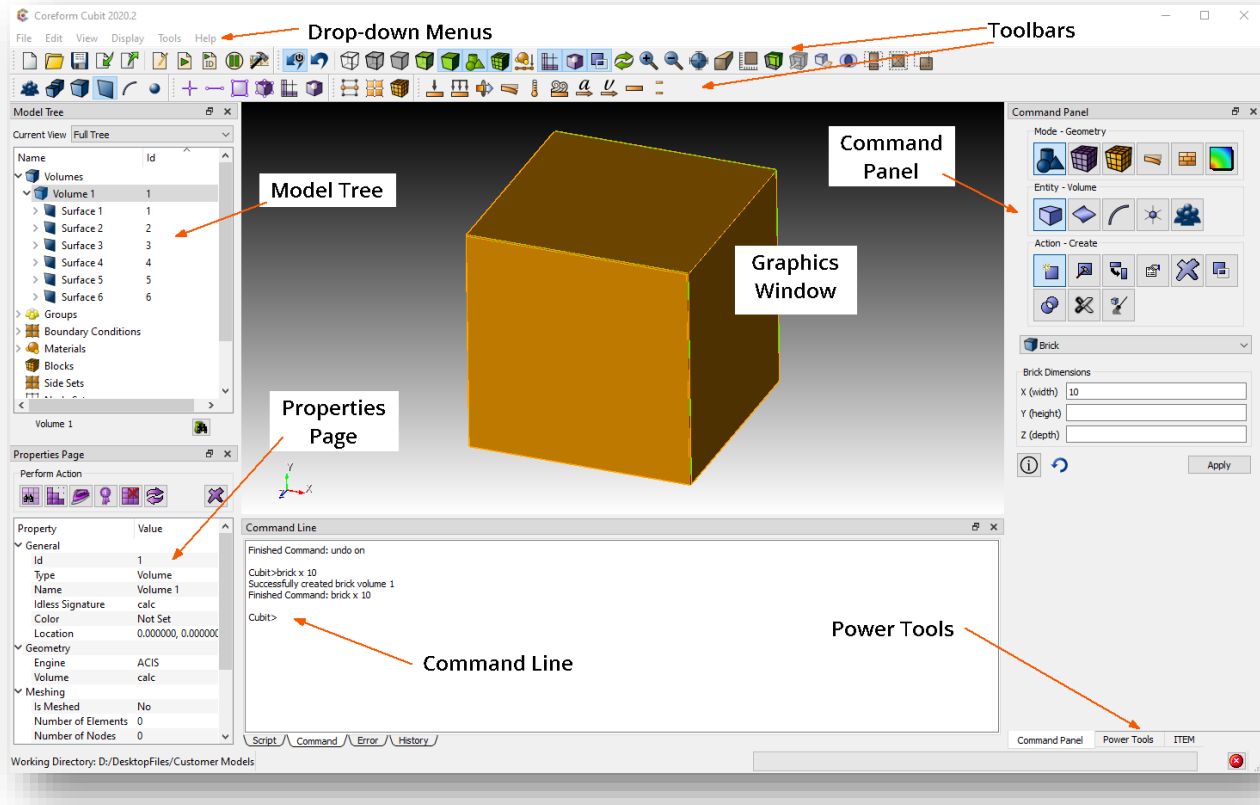 Coreform Cubit 2020.2
File Edit View Display Tools Help
Drop-down Menus
Toolbars
Model Tree
Current View Full Tree
Name Id
Volumes
Volume 1 1
Surface 1 1
Surface 2 2
Surface 3 3
Surface 4 4
Surface 5 5
Surface 6 6
Groups
Boundary Conditions
Materials
Blocks
Side Sets
Volume 1
Model Tree
Properties Page
Perform Action
Property Value
General
Id 1
Type Volume
Name Volume 1
Idless Signature calc
Color Not Set
Location 0.000000, 0.000000
Geometry
Engine ACIS
Volume calc
Meshing
Is Meshed No
Number of Elements 0
Number of Nodes 0
Properties
Page
Graphics
Window
Y
X
Z
Command Line
Finished Command: undo on
Cubit>brick x 10
Successfully created brick volume 1
Finished Command: brick x 10
Cubit>
Command Line
Script Command Error History
Command
Panel
Command Panel
Mode - Geometry
Entity - Volume
Action - Create
Brick
Brick Dimensions
X (width) 10
Y (height)
Z (depth)
Apply
Power Tools
Command Panel Power Tools ITEM
Working Directory: D:/DesktopFiles/Customer Models